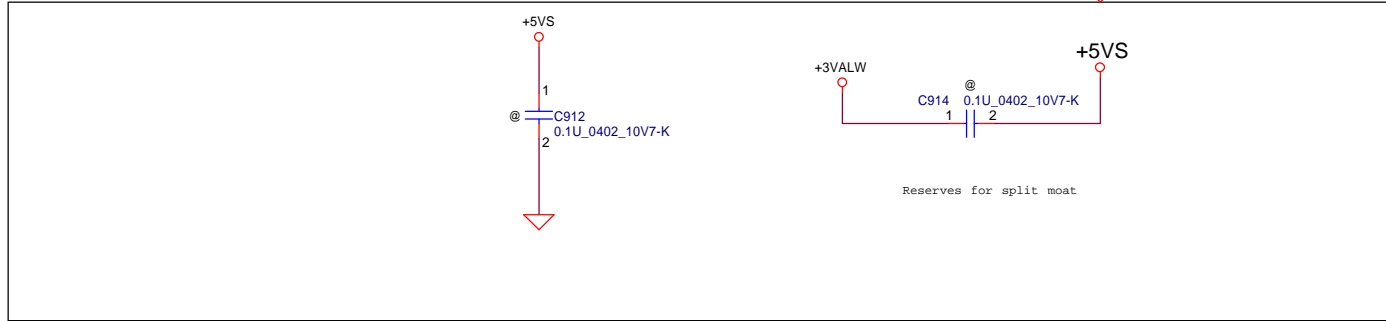 +5VS
1
@ C912
0.1U_0402_10V7-K
2
+5VS
+3VALW
@
C914 0.1U_0402_10V7-K
1 2
Reserves for split moat